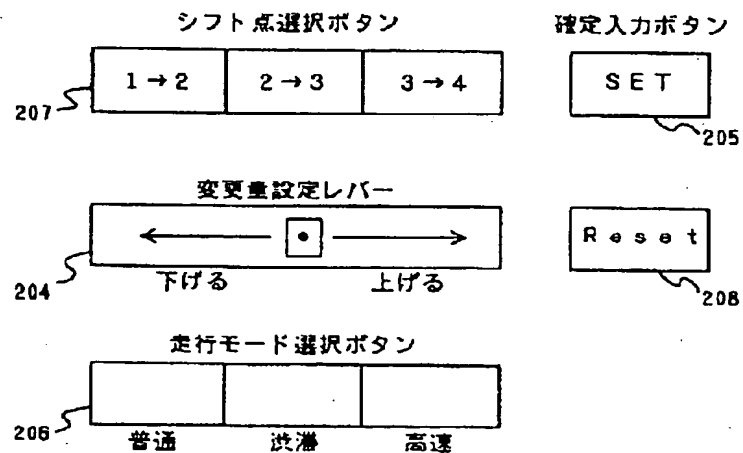 シフト点選択ボタン 確定入力ボタン
1→2 2→3 3→4 SET
207 205
変更量設定レバー
← • → Reset
204 下げる 上げる 208
走行モード選択ボタン
206 普通 渋滞 高速